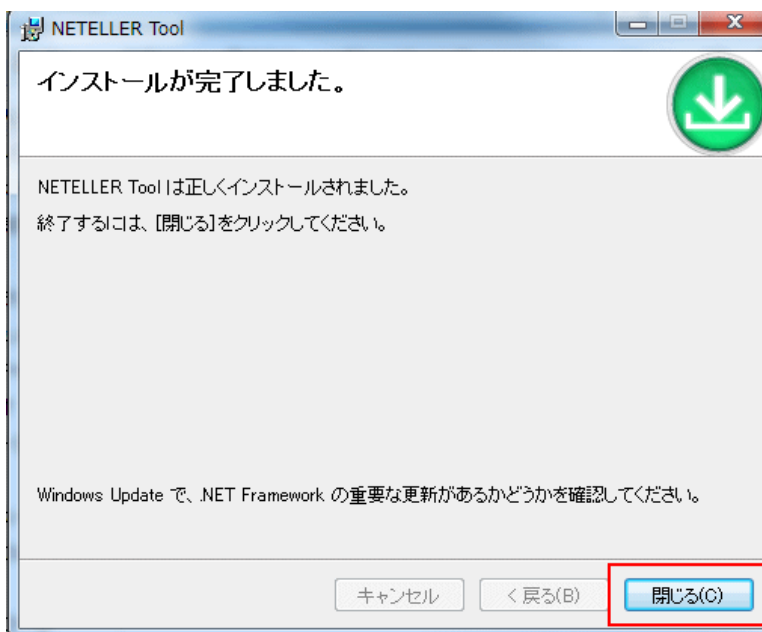 NETELLER Tool
インストールが完了しました。
NETELLER Tool は正しくインストールされました。
終了するには、[閉じる]をクリックしてください。
Windows Update で、.NET Framework の重要な更新があるかどうかを確認してください。
キャンセル
< 戻る(B)
閉じる(C)